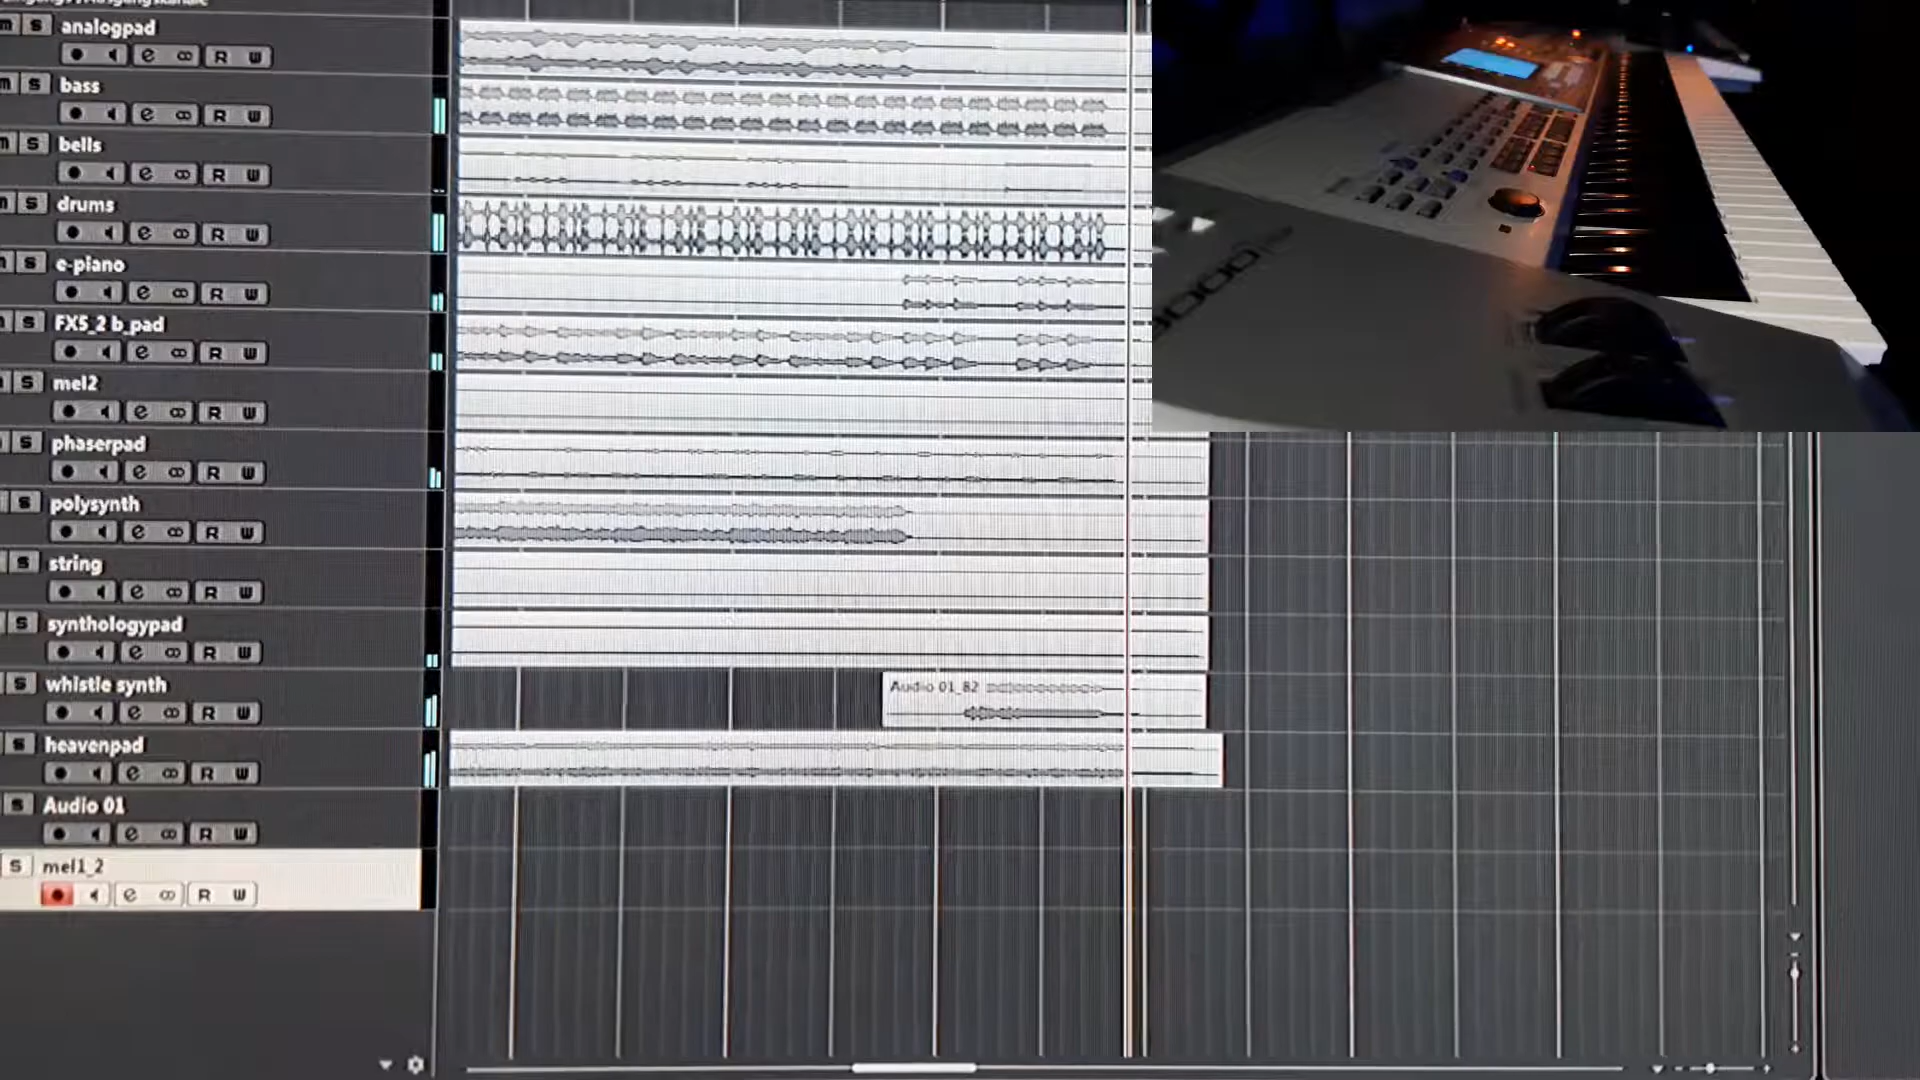 analogpad
m S
e R W
bass
m S
e R W
bells
m S
e R W
drums
m S
e R W
e-piano
S
e R W
FX5_2 b_pad
S
e R W
mel2
S
e R W
phaserpad
S
e R W
polysynth
S
e R W
string
S
e R W
synthologypad
S
e R W
whistle synth
S
e R W
Audio 01_82
heavenpad
S
e R W
Audio 01
S
e R W
mel1_2
S
e R W